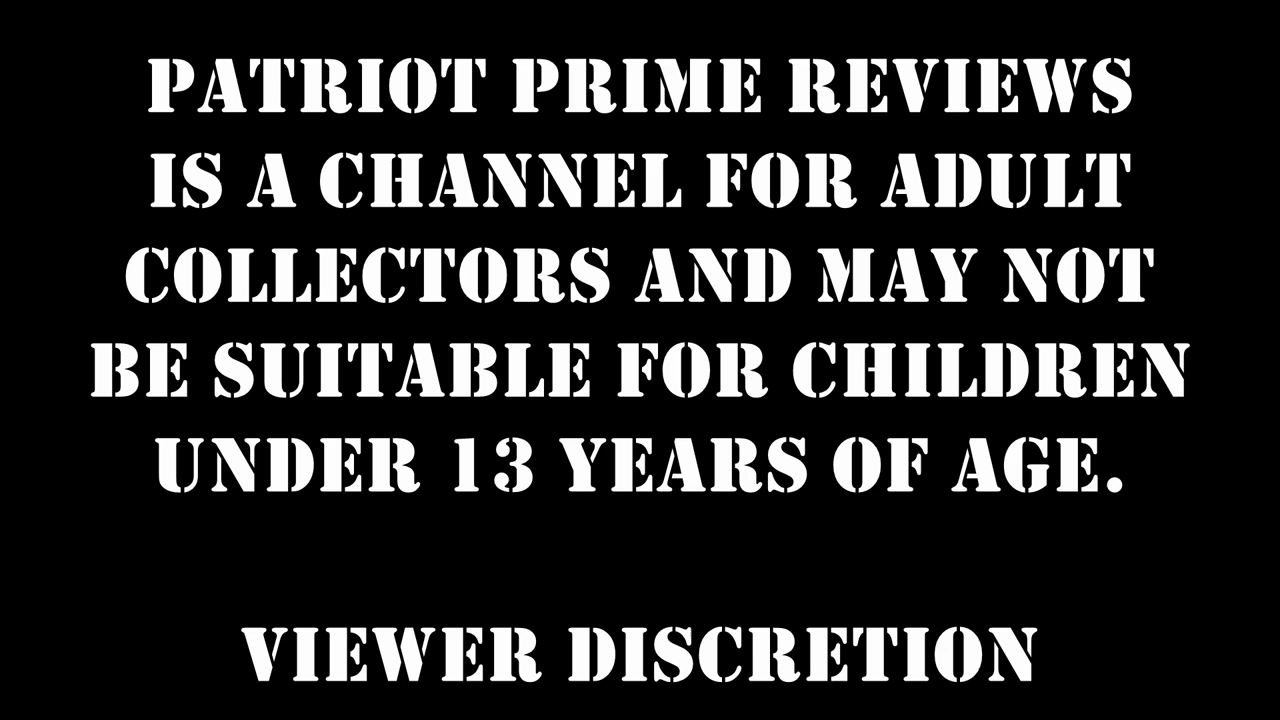 PATRIOT PRIME REVIEWS
IS A CHANNEL FOR ADULT
COLLECTORS AND MAY NOT
BE SUITABLE FOR CHILDREN
UNDER 13 YEARS OF AGE.
VIEWER DISCRETION